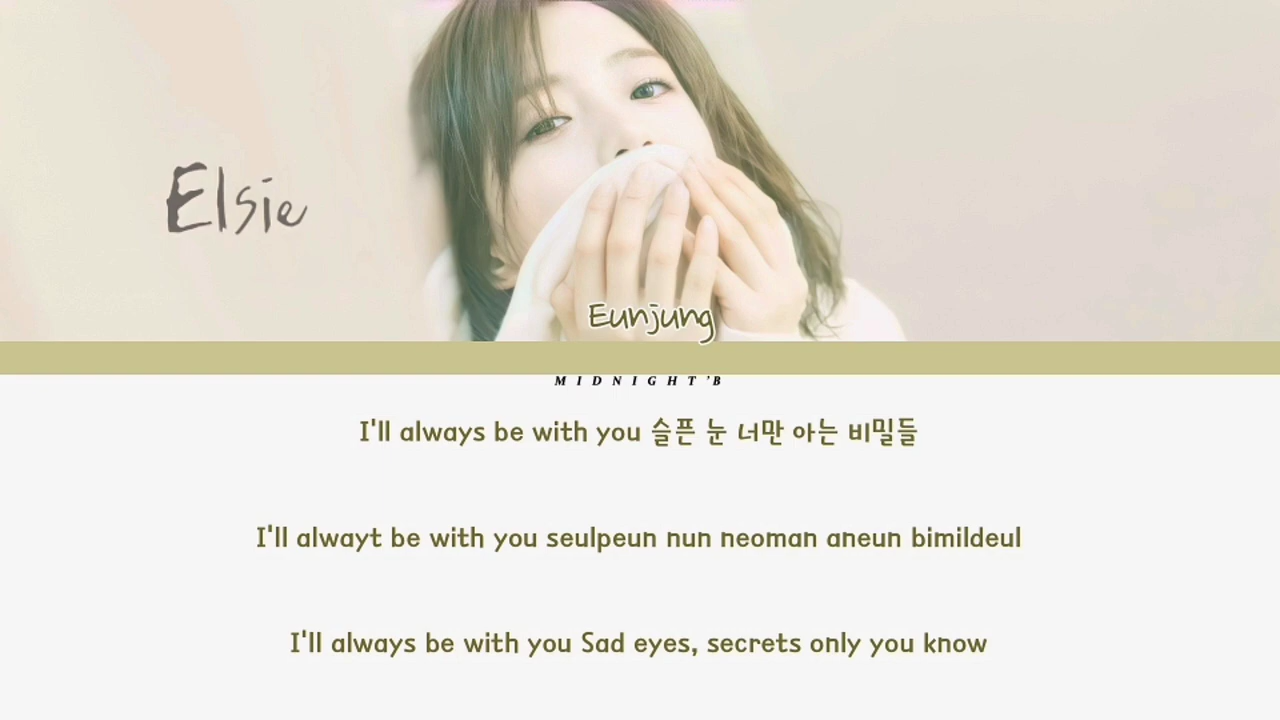 Elsie
Eunjung
MIDNIGHT'B
I'll always be with you 슬픈 눈 너만 아는 비밀들
I'll alwayt be with you seulpeun nun neoman aneun bimildeul
I'll always be with you Sad eyes, secrets only you know